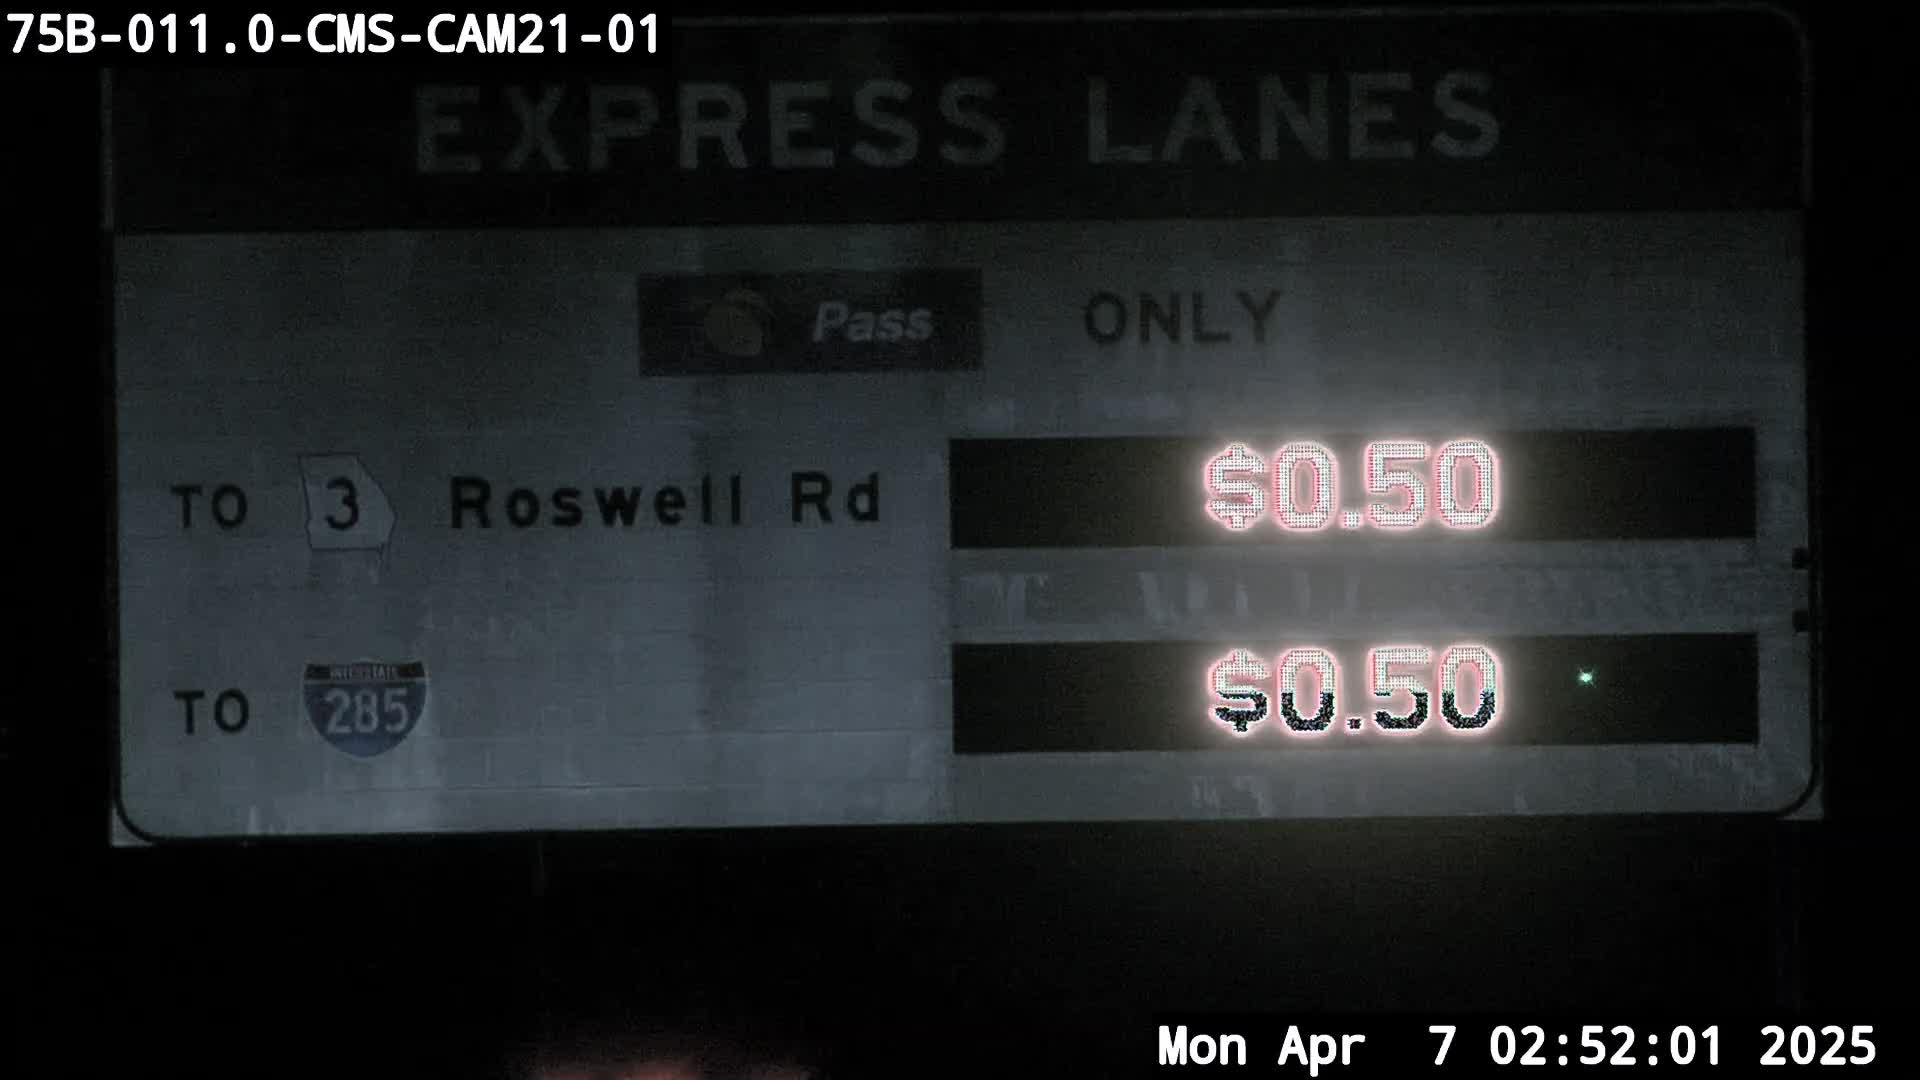 75B-011.0-CMS-CAM21-01
EXPRESS LANES
Pass ONLY
TO 3 Roswell Rd $0.50
TO INTERSTATE 285 $0.50
Mon Apr 7 02:52:01 2025